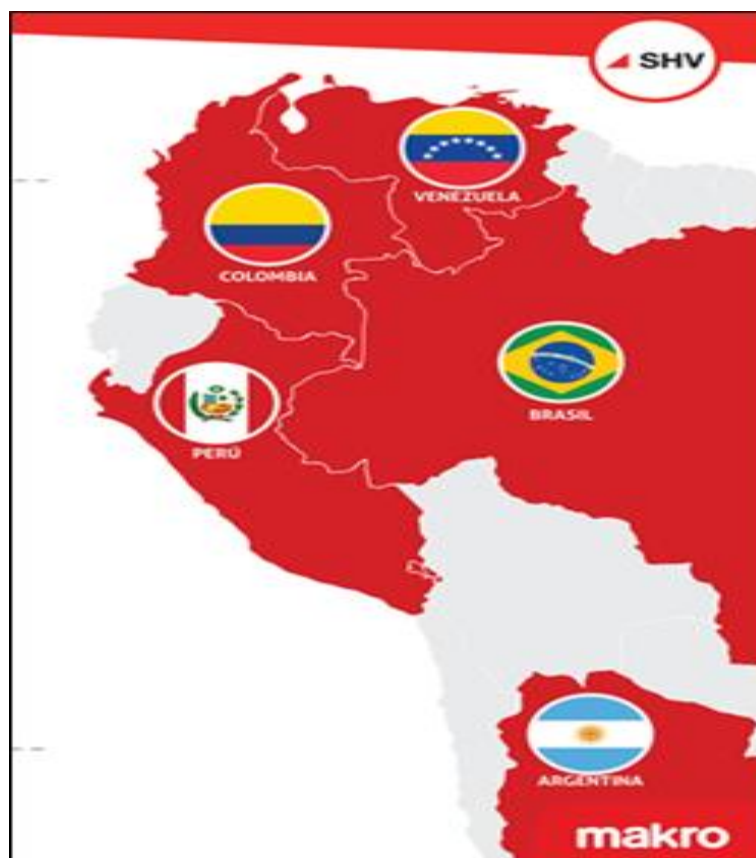 SHV
VENEZUELA
COLOMBIA
BRASIL
PERÚ
ARGENTINA
makro